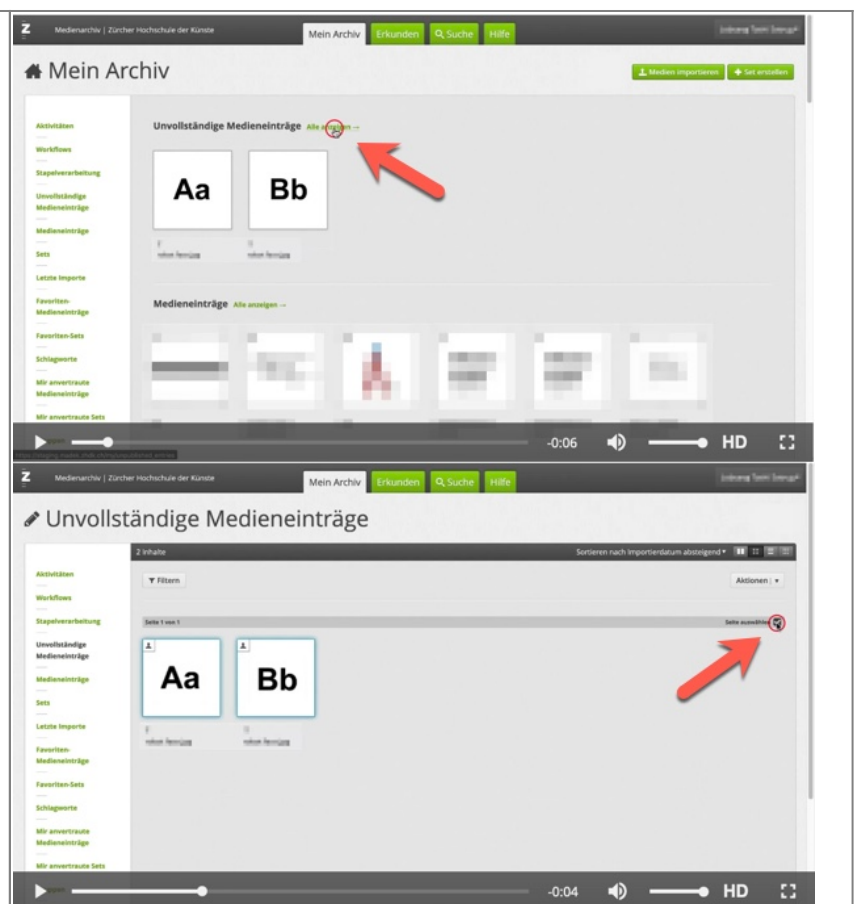 Z Medienarchiv | Zürcher Hochschule der Künste Mein Archiv Erkunden Suche Hilfe
Mein Archiv Medien importieren Set erstellen
Aktivitäten
Workflows
Stapelverarbeitung
Unvollständige
Medieneinträge
Medieneinträge
Sets
Letzte Importe
Favoriten-
Medieneinträge
Favoriten-Sets
Schlagworte
Mir anvertraute
Medieneinträge
Mir anvertraute Sets
Unvollständige Medieneinträge Alle anzeigen →
Aa Bb
Medieneinträge Alle anzeigen →
-0:06 HD
Z Medienarchiv | Zürcher Hochschule der Künste Mein Archiv Erkunden Suche Hilfe
Unvollständige Medieneinträge
Aktivitäten
Workflows
Stapelverarbeitung
Unvollständige
Medieneinträge
Medieneinträge
Sets
Letzte Importe
Favoriten-
Medieneinträge
Favoriten-Sets
Schlagworte
Mir anvertraute
Medieneinträge
Mir anvertraute Sets
2 Inhalte Sortieren nach Importierdatum absteigend
Filtern Aktionen
Seite 1 von 1 Seite auswählen
Aa Bb
-0:04 HD